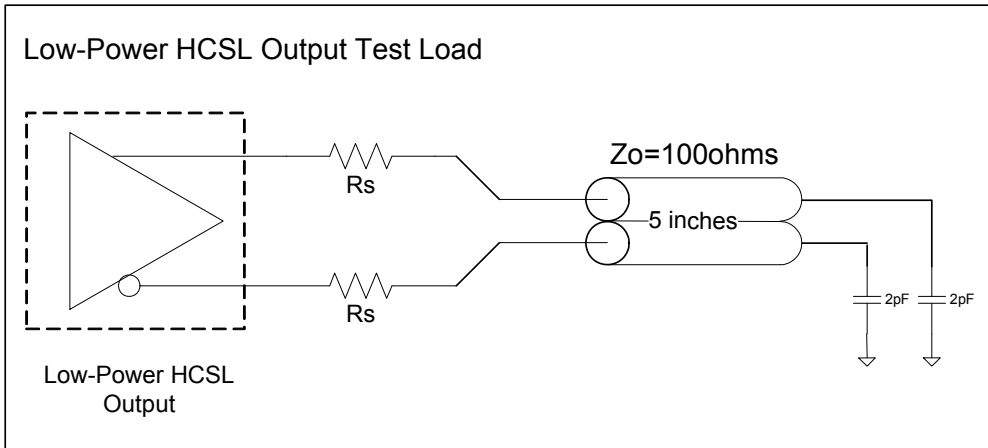 Low-Power HCSL Output Test Load
Rs
Zo=100ohms
5 inches
Rs
2pF
2pF
Low-Power HCSL
Output